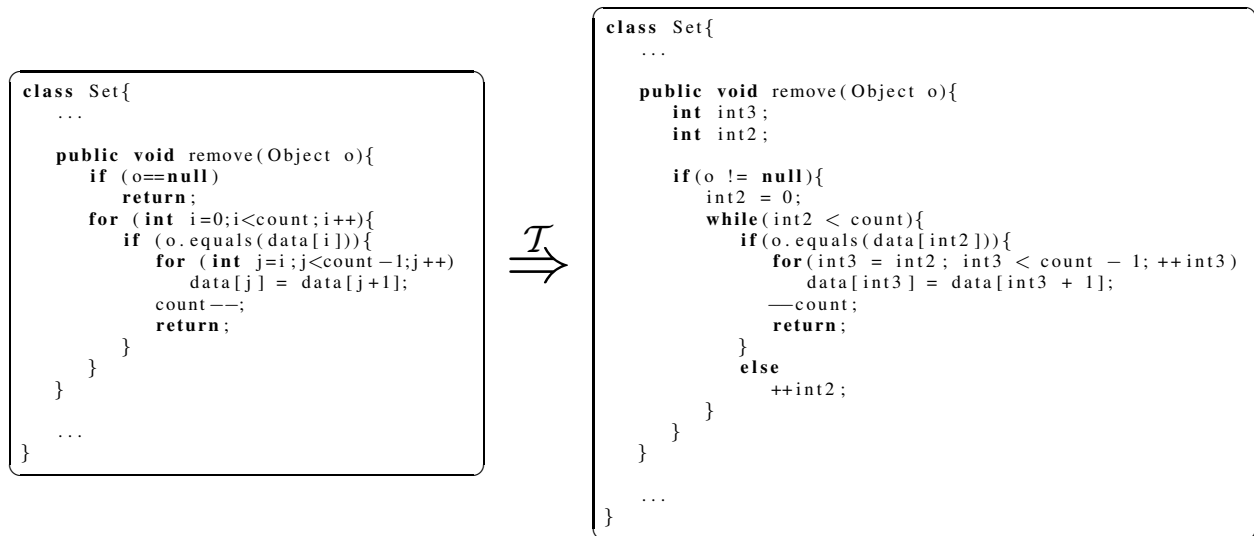 class Set{
...
public void remove(Object o){
if (o==null)
return;
for (int i=0;i<count;i++){
if (o.equals(data[i])){
for (int j=i;j<count-1;j++)
data[j] = data[j+1];
count--;
return;
}
}
}
...
}
T
class Set{
...
public void remove(Object o){
int int3;
int int2;
if(o != null){
int2 = 0;
while(int2 < count){
if(o.equals(data[int2])){
for(int3 = int2; int3 < count - 1; ++int3)
data[int3] = data[int3 + 1];
--count;
return;
}
else
++int2;
}
}
}
...
}